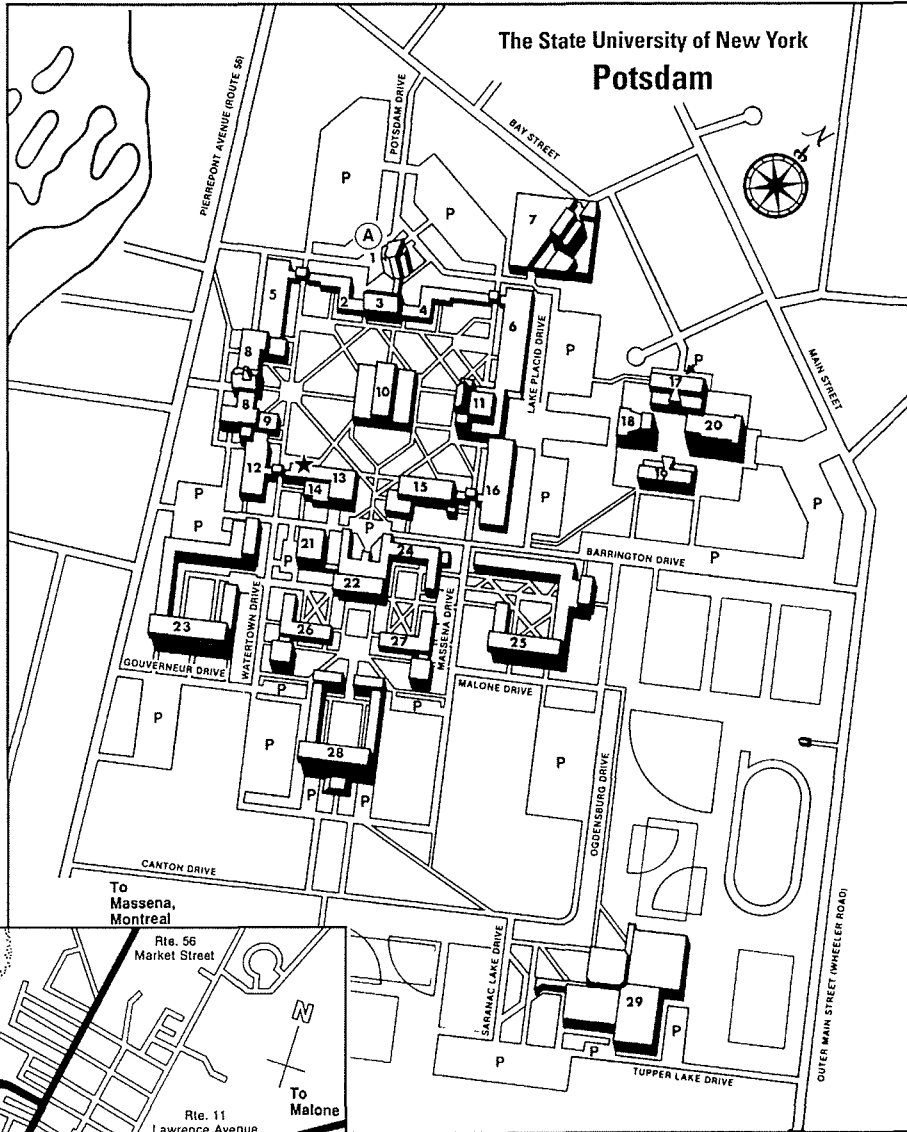 The State University of New York
Potsdam
PIERREPONT AVENUE (ROUTE 56)
POTSDAM DRIVE
BAY STREET
N
P
P
7
A
1
5
2
3
4
6
LAKE PLACID DRIVE
P
MAIN STREET
8
8
9
10
11
P
17
18
20
19
12
13
14
15
16
P
P
P
P
P
P
BARRINGTON DRIVE
21
P
24
22
23
WATERTOWN DRIVE
26
27
MASSENA DRIVE
25
GOUVERNEUR DRIVE
MALONE DRIVE
P
P
P
P
28
P
P
P
OGDENSBURG DRIVE
CANTON DRIVE
To
Massena,
Montreal
Rte. 56
Market Street
N
To
Malone
Rte. 11
Lawrence Avenue
SARANAC LAKE DRIVE
29
P
P
P
TUPPER LAKE DRIVE
OUTER MAIN STREET (WHEELER ROAD)